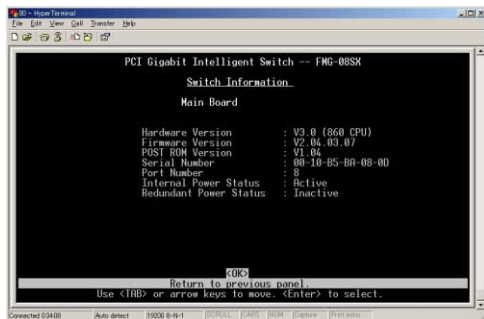 80 - HyperTerminal
File Edit View Call Transfer Help
PCI Gigabit Intelligent Switch -- FMG-08SX
Switch Information
Main Board
Hardware Version : V3.0 (860 CPU)
Firmware Version : V2.04.03.07
POST ROM Version : V1.04
Serial Number : 00-10-B5-BA-08-0D
Port Number : 8
Internal Power Status : Active
Redundant Power Status : Inactive
<OK>
Return to previous panel.
Use <TAB> or arrow keys to move. <Enter> to select.
Connected 0:34:08 Auto detect 19200 8-N-1 SCROLL CAPS NUM Capture Print echo